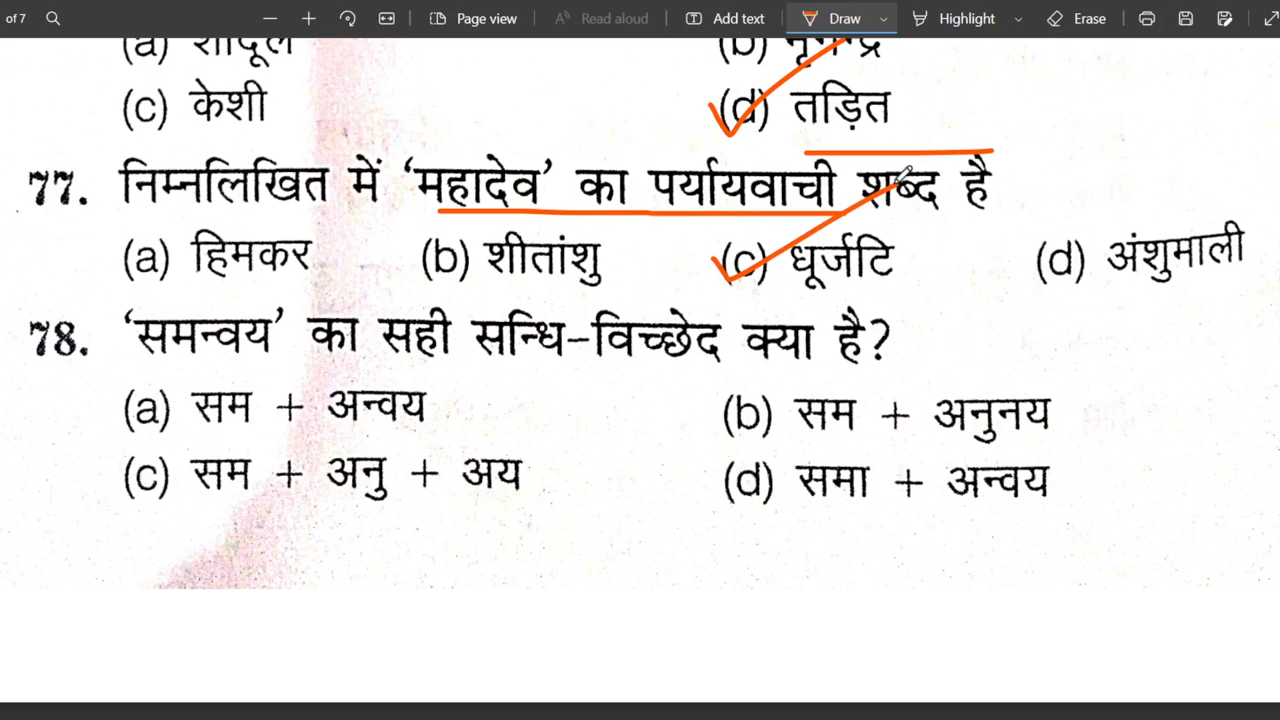 of 7 Page view Read aloud Add text Draw Highlight Erase
(a) शार्दूल (b) मृगेन्द्र
(c) केशी (d) तड़ित
77. निम्नलिखित में ‘महादेव’ का पर्यायवाची शब्द है
(a) हिमकर (b) शीतांशु (c) धूर्जटि (d) अंशुमाली
78. ‘समन्वय’ का सही सन्धि-विच्छेद क्या है?
(a) सम + अन्वय (b) सम + अनुनय
(c) सम + अनु + अय (d) समा + अन्वय